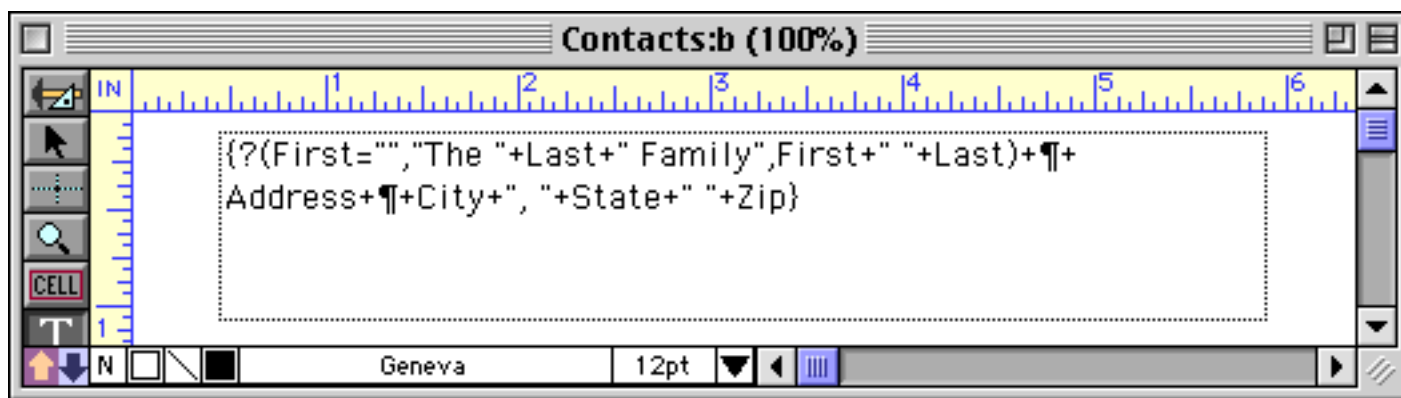 Contacts:b (100%)
IN 1 2 3 4 5 6
{?(First="","The "+Last+" Family",First+" "+Last)+¶+
Address+¶+City+", "+State+" "+Zip}
CELL
T 1
N Geneva 12pt